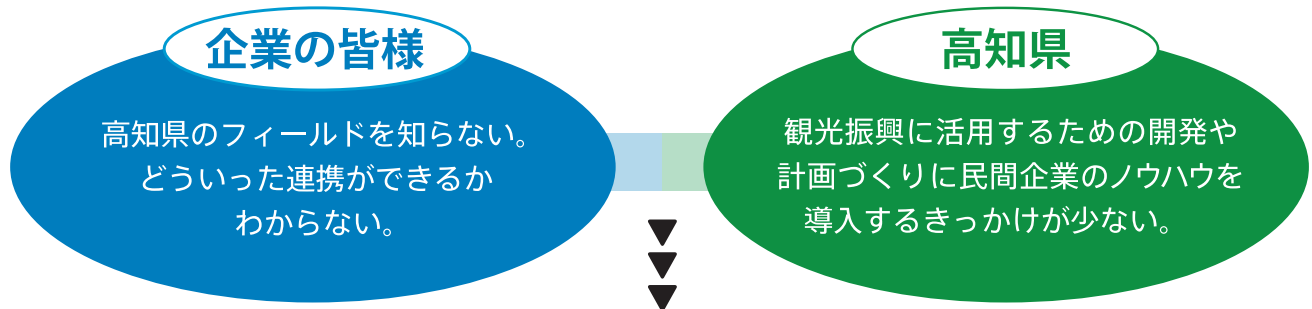 企業の皆様
高知県のフィールドを知らない。
どういった連携ができるか
わからない。
高知県
観光振興に活用するための開発や
計画づくりに民間企業のノウハウを
導入するきっかけが少ない。